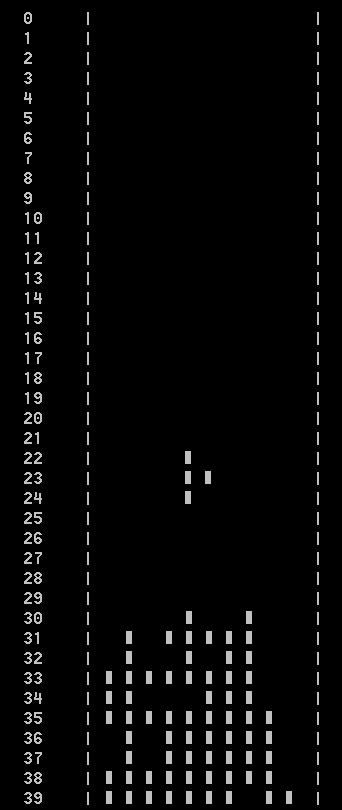 0 | |
1 | |
2 | |
3 | |
4 | |
5 | |
6 | |
7 | |
8 | |
9 | |
10 | |
11 | |
12 | |
13 | |
14 | |
15 | |
16 | |
17 | |
18 | |
19 | |
20 | |
21 | |
22 | |
23 | |
24 | |
25 | |
26 | |
27 | |
28 | |
29 | |
30 | |
31 | |
32 | |
33 | |
34 | |
35 | |
36 | |
37 | |
38 | |
39 | |